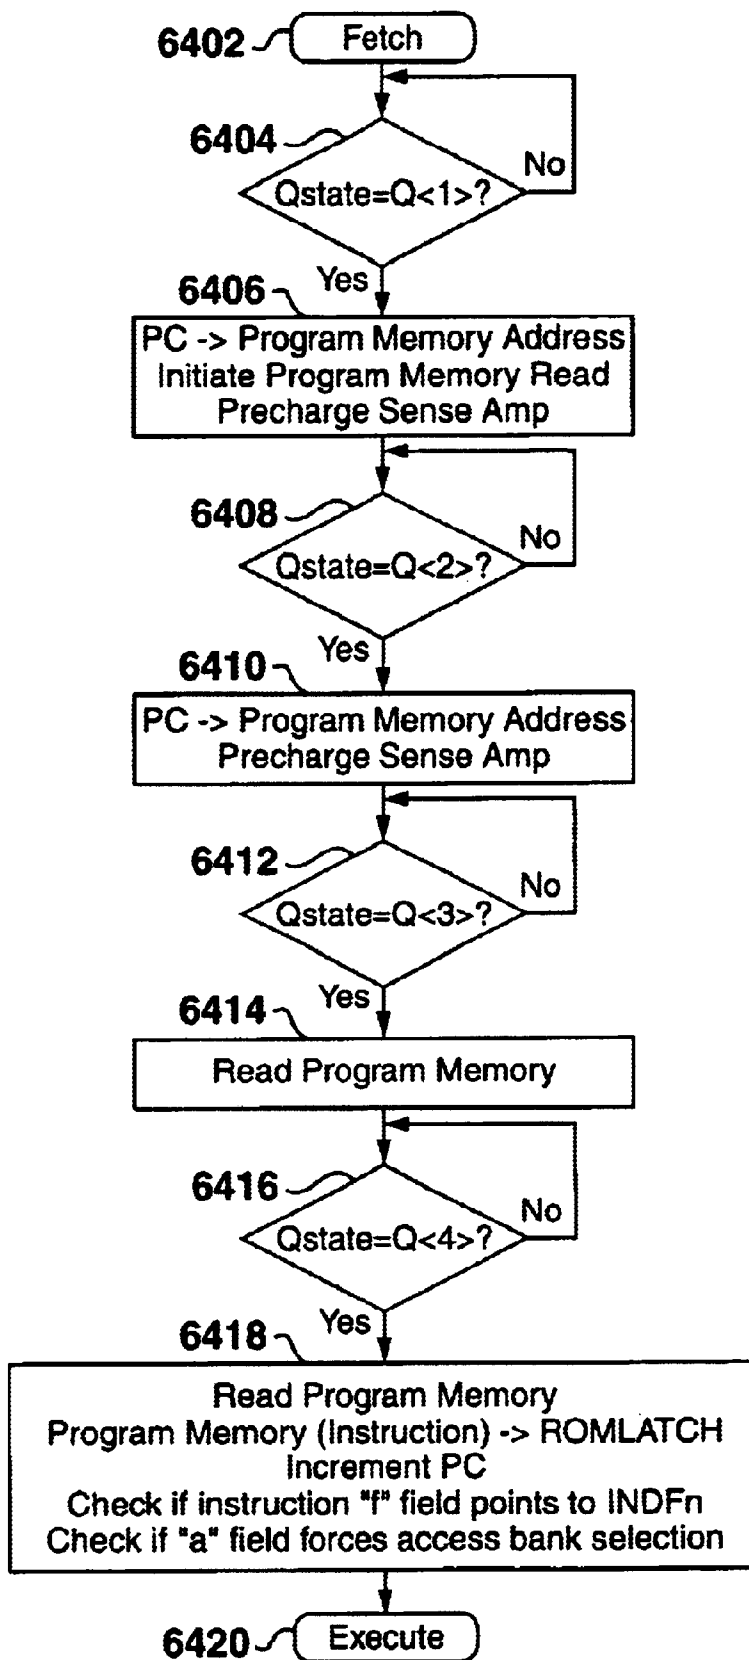 6402
Fetch
6404
Qstate=Q<1>?
No
Yes
6406
PC -> Program Memory Address
Initiate Program Memory Read
Precharge Sense Amp
6408
Qstate=Q<2>?
No
Yes
6410
PC -> Program Memory Address
Precharge Sense Amp
6412
Qstate=Q<3>?
No
Yes
6414
Read Program Memory
6416
Qstate=Q<4>?
No
Yes
6418
Read Program Memory
Program Memory (Instruction) -> ROMLATCH
Increment PC
Check if instruction "f" field points to INDFn
Check if "a" field forces access bank selection
6420
Execute